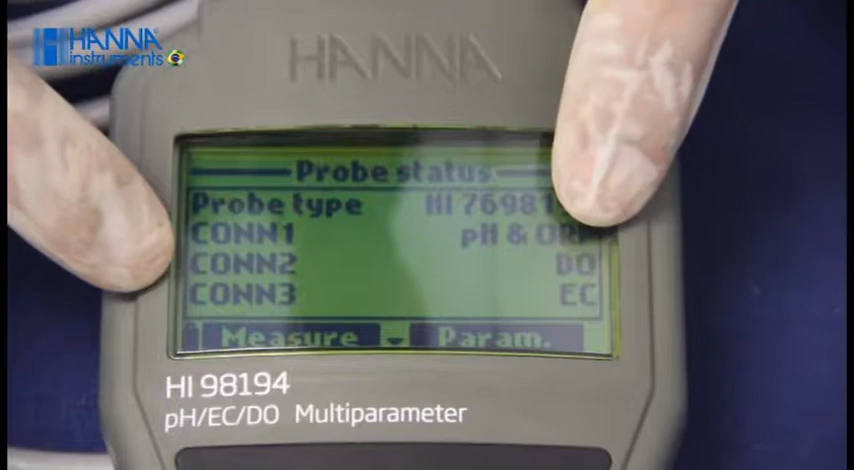 HANNA
instruments
HANNA
Probe status
Probe type
CONN1 pH &
CONN2 DO
CONN3 EC
Measure Param.
HI 98194
pH/EC/DO Multiparameter